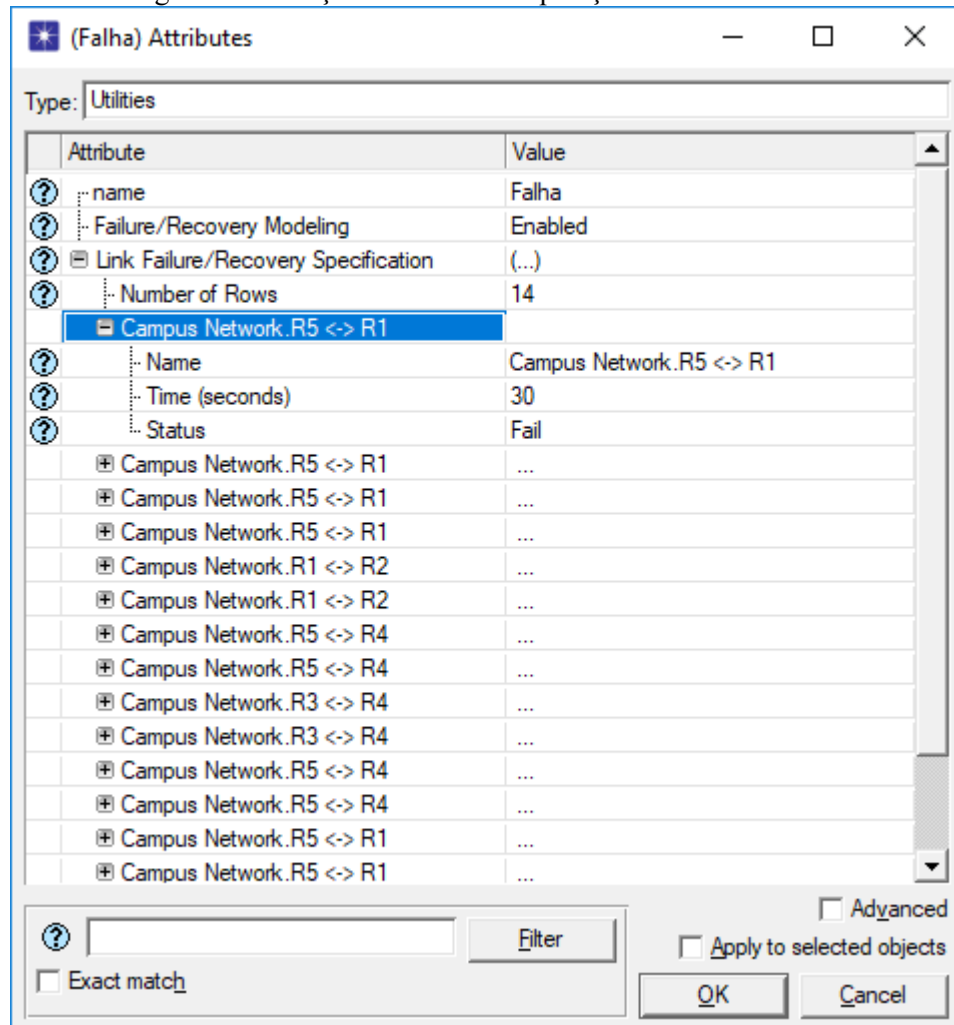 (Falha) Attributes
Type: Utilities
Attribute Value
name Falha
Failure/Recovery Modeling Enabled
Link Failure/Recovery Specification (...)
Number of Rows 14
Campus Network.R5 <-> R1
Name Campus Network.R5 <-> R1
Time (seconds) 30
Status Fail
Campus Network.R5 <-> R1 ...
Campus Network.R5 <-> R1 ...
Campus Network.R5 <-> R1 ...
Campus Network.R1 <-> R2 ...
Campus Network.R1 <-> R2 ...
Campus Network.R5 <-> R4 ...
Campus Network.R5 <-> R4 ...
Campus Network.R3 <-> R4 ...
Campus Network.R3 <-> R4 ...
Campus Network.R5 <-> R4 ...
Campus Network.R5 <-> R4 ...
Campus Network.R5 <-> R1 ...
Campus Network.R5 <-> R1 ...
Advanced
Filter
Apply to selected objects
Exact match
OK Cancel